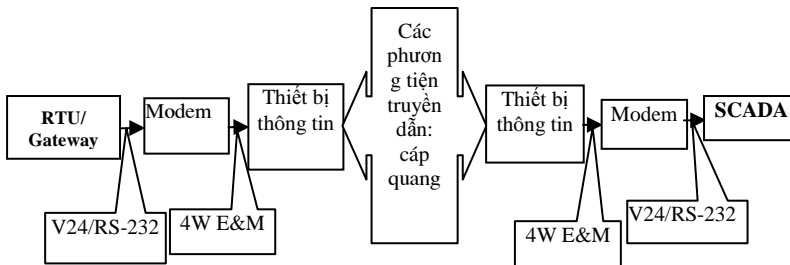 RTU/
Gateway
Modem
Thiết bị
thông tin
Các
phươn
g tiện
truyền
dẫn:
cáp
quang
Thiết bị
thông tin
Modem
SCADA
V24/RS-232
4W E&M
4W E&M
V24/RS-232